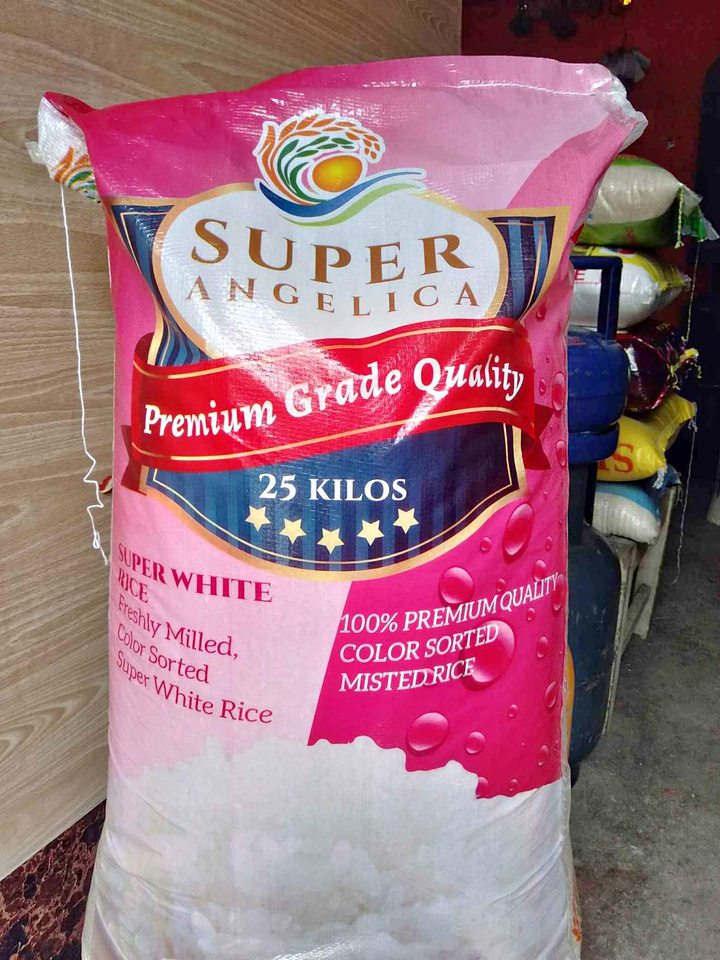 SUPER
ANGELICA
Premium Grade Quality
25 KILOS
SUPER WHITE
RICE
Freshly Milled,
Color Sorted
Super White Rice
100% PREMIUM QUALITY
COLOR SORTED
MISTED RICE